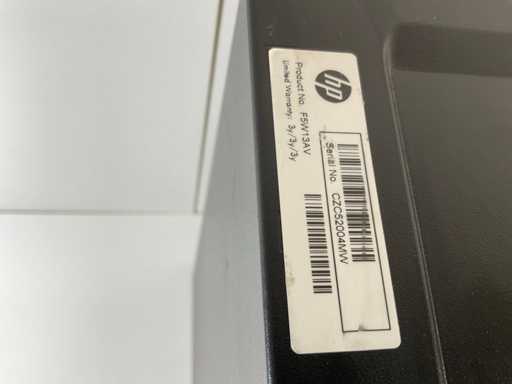 hp
Product No. F5W13AV
Limited Warranty: 3y/3y/3y
Serial No. CZC52004MW